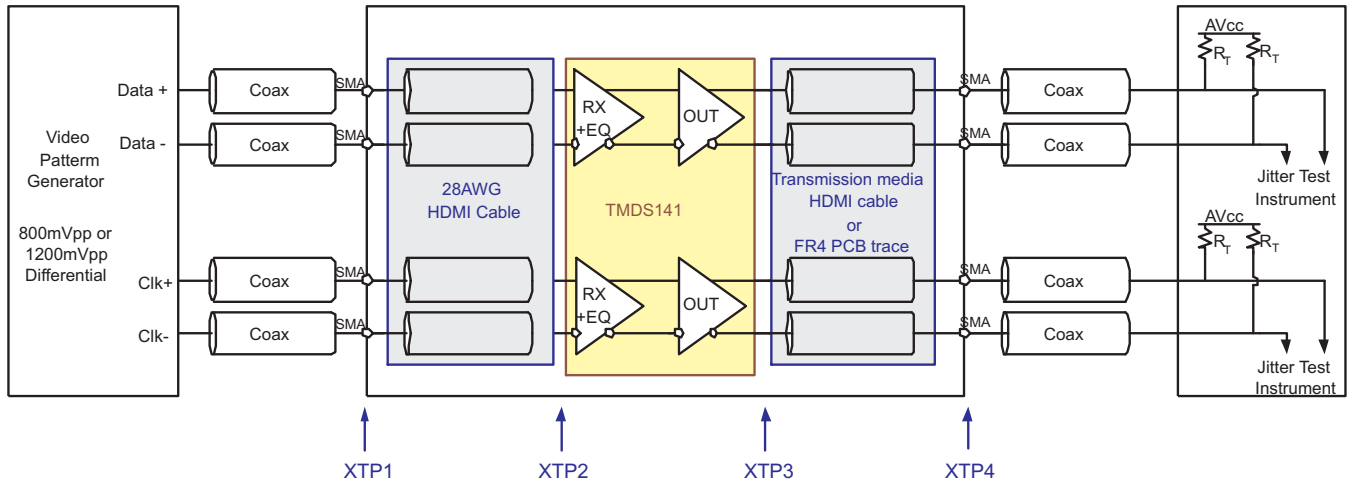 Video
Patterm
Generator
800mVpp or
1200mVpp
Differential
Data +
Data -
Clk+
Clk-
Coax
Coax
Coax
Coax
SMA
SMA
SMA
SMA
28AWG
HDMI Cable
RX
+EQ
OUT
TMDS141
RX
+EQ
OUT
Transmission media
HDMI cable
or
FR4 PCB trace
SMA
SMA
SMA
SMA
Coax
Coax
Coax
Coax
AVcc
RT
RT
Jitter Test
Instrument
AVcc
RT
RT
Jitter Test
Instrument
XTP1
XTP2
XTP3
XTP4